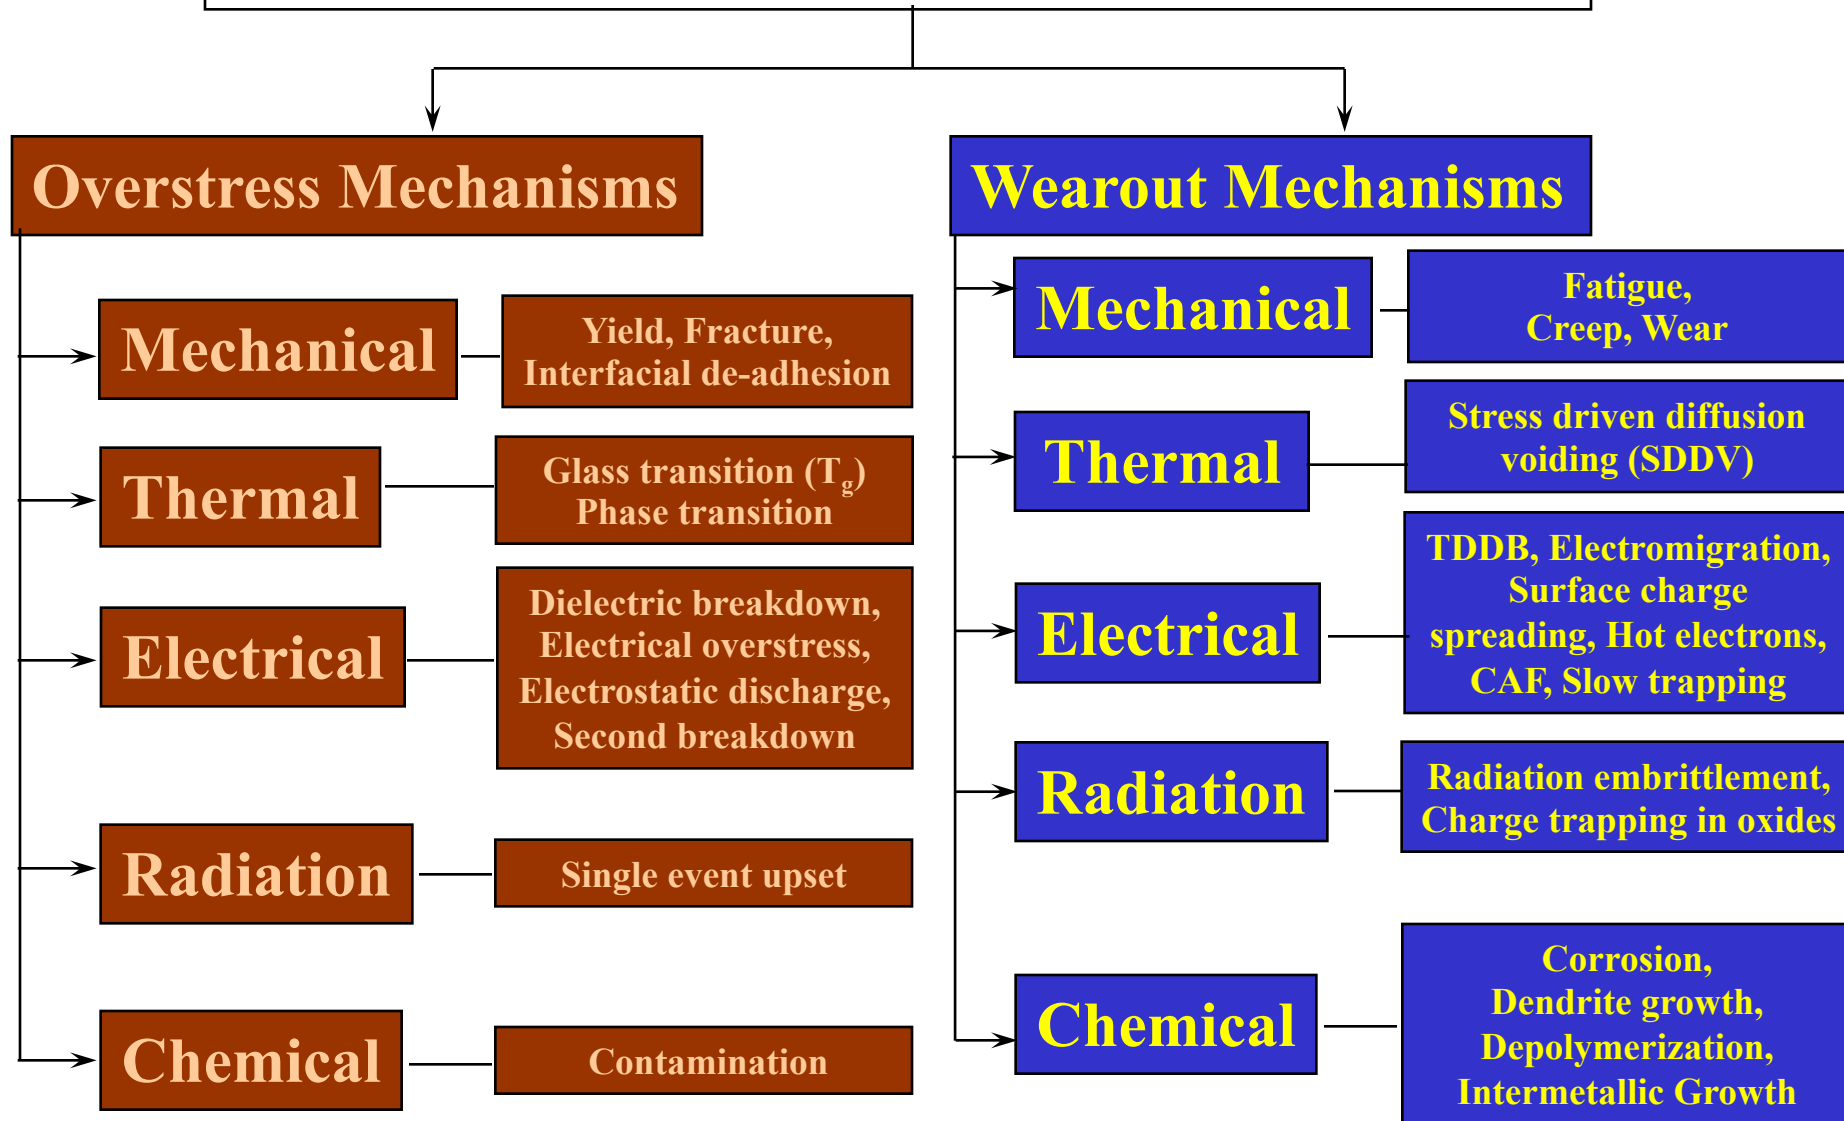 Overstress Mechanisms
Mechanical
Yield, Fracture,
Interfacial de-adhesion
Thermal
Glass transition (Tg)
Phase transition
Electrical
Dielectric breakdown,
Electrical overstress,
Electrostatic discharge,
Second breakdown
Radiation
Single event upset
Chemical
Contamination
Wearout Mechanisms
Mechanical
Fatigue,
Creep, Wear
Thermal
Stress driven diffusion
voiding (SDDV)
Electrical
TDDB, Electromigration,
Surface charge
spreading, Hot electrons,
CAF, Slow trapping
Radiation
Radiation embrittlement,
Charge trapping in oxides
Chemical
Corrosion,
Dendrite growth,
Depolymerization,
Intermetallic Growth